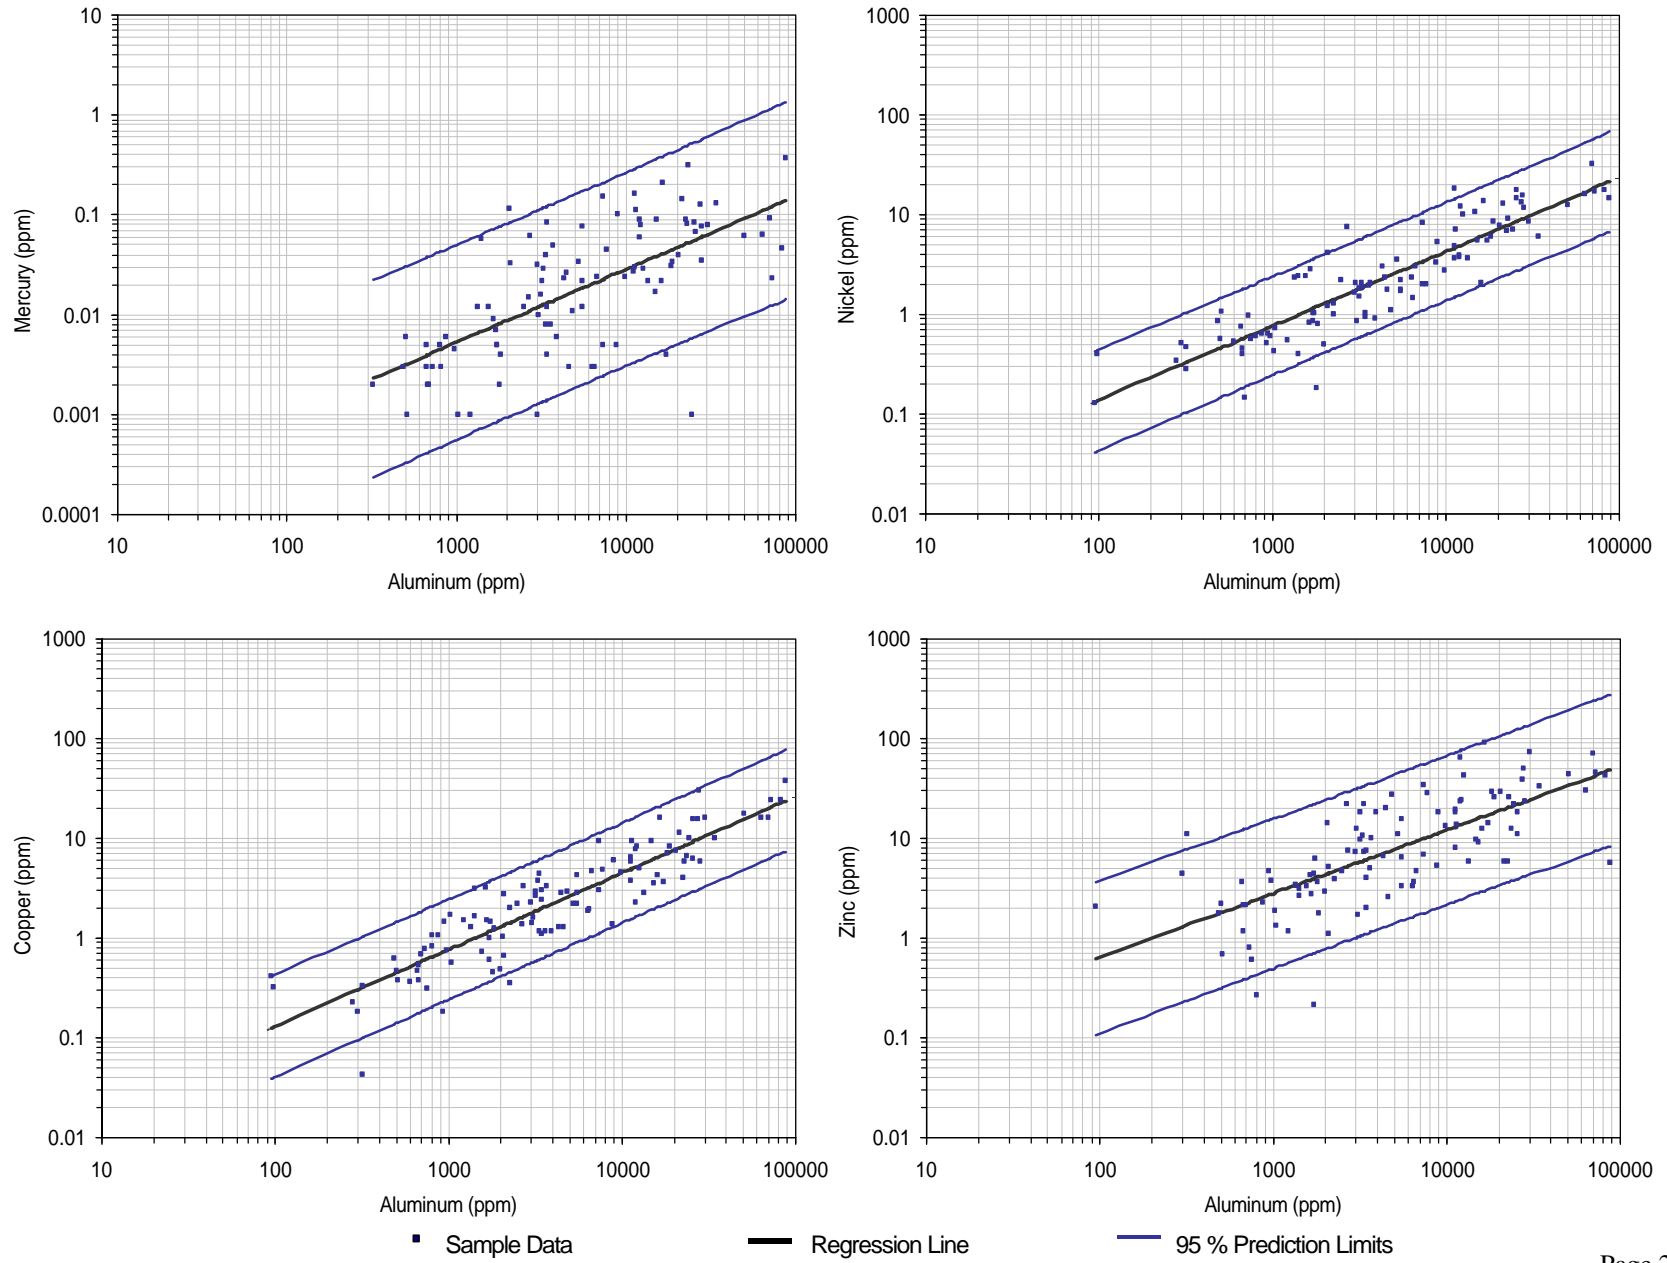 10
1
0.1
0.01
0.001
0.0001
Mercury (ppm)
10 100 1000 10000 100000
Aluminum (ppm)
1000
100
10
1
0.1
0.01
Nickel (ppm)
10 100 1000 10000 100000
Aluminum (ppm)
1000
100
10
1
0.1
0.01
Copper (ppm)
10 100 1000 10000 100000
Aluminum (ppm)
1000
100
10
1
0.1
0.01
Zinc (ppm)
10 100 1000 10000 100000
Aluminum (ppm)
Sample Data Regression Line 95 % Prediction Limits